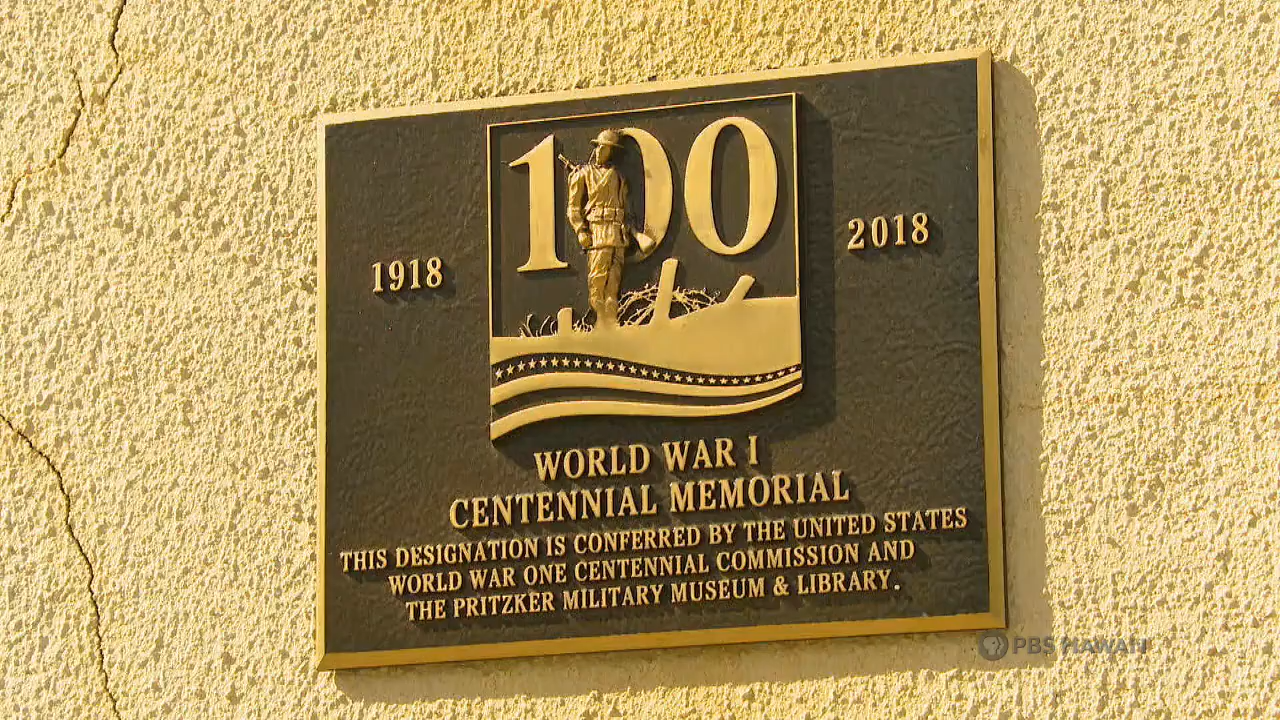 100
1918
2018
WORLD WAR I
CENTENNIAL MEMORIAL
THIS DESIGNATION IS CONFERRED BY THE UNITED STATES
WORLD WAR ONE CENTENNIAL COMMISSION AND
THE PRITZKER MILITARY MUSEUM & LIBRARY.
PBS HAWAI'I